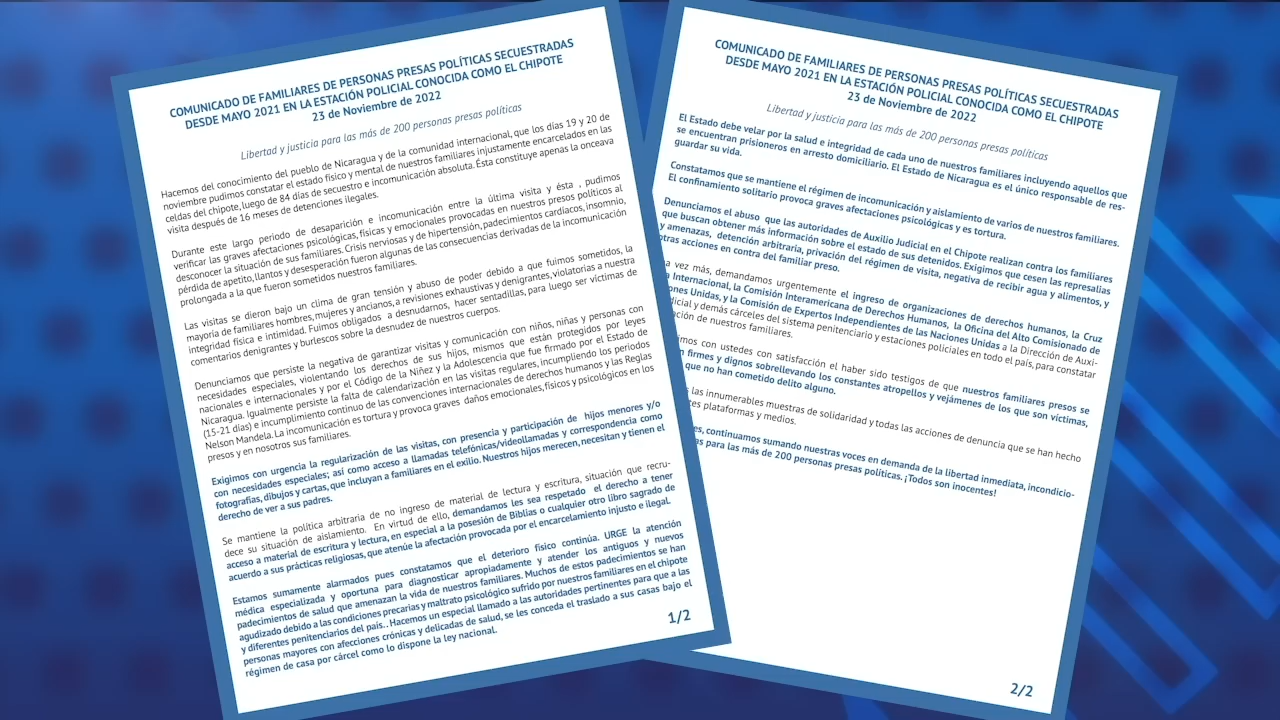 COMUNICADO DE FAMILIARES DE PERSONAS PRESAS POLÍTICAS SECUESTRADAS
DESDE MAYO 2021 EN LA ESTACIÓN POLICIAL CONOCIDA COMO EL CHIPOTE
23 de Noviembre de 2022
Libertad y justicia para las más de 200 personas presas políticas
Hacemos del conocimiento del pueblo de Nicaragua y de la comunidad internacional, que los días 19 y 20 de
noviembre pudimos constatar el estado físico y mental de nuestros familiares injustamente encarcelados en las
celdas del chipote, luego de 84 días de secuestro e incomunicación absoluta. Ésta constituye apenas la onceava
visita después de 16 meses de detenciones ilegales.
Durante este largo periodo de desaparición e incomunicación entre la última visita y ésta , pudimos
verificar las graves afectaciones psicológicas, físicas y emocionales provocadas en nuestros presos políticos al
desconocer la situación de sus familiares. Crisis nerviosas y de hipertensión, padecimientos cardiacos, insomnio,
pérdida de apetito, llantos y desesperación fueron algunas de las consecuencias derivadas de la incomunicación
prolongada a la que fueron sometidos nuestros familiares.
Las visitas se dieron bajo un clima de gran tensión y abuso de poder debido a que fuimos sometidos, la
mayoría de familiares hombres, mujeres y ancianos, a revisiones exhaustivas y denigrantes, violatorias a nuestra
integridad física e intimidad. Fuimos obligados a desnudarnos, hacer sentadillas, para luego ser víctimas de
comentarios denigrantes y burlescos sobre la desnudez de nuestros cuerpos.
Denunciamos que persiste la negativa de garantizar visitas y comunicación con niños, niñas y personas con
necesidades especiales, violentando los derechos de sus hijos, mismos que están protegidos por leyes
nacionales e internacionales y por el Código de la Niñez y la Adolescencia que fue firmado por el Estado de
Nicaragua. Igualmente persiste la falta de calendarización en las visitas regulares, incumpliendo los periodos
(15-21 días) e incumplimiento continuo de las convenciones internacionales de derechos humanos y las Reglas
Nelson Mandela. La incomunicación es tortura y provoca graves daños emocionales, físicos y psicológicos en los
presos y en nosotros sus familiares.
Exigimos con urgencia la regularización de las visitas, con presencia y participación de hijos menores y/o
con necesidades especiales; así como acceso a llamadas telefónicas/videollamadas y correspondencia como
fotografías, dibujos y cartas, que incluyan a familiares en el exilio. Nuestros hijos merecen, necesitan y tienen el
derecho de ver a sus padres.
Se mantiene la política arbitraria de no ingreso de material de lectura y escritura, situación que recru-
dece su situación de aislamiento. En virtud de ello, demandamos les sea respetado el derecho a tener
acceso a material de escritura y lectura, en especial a la posesión de Biblias o cualquier otro libro sagrado de
acuerdo a sus prácticas religiosas, que atenúe la afectación provocada por el encarcelamiento injusto e ilegal.
Estamos sumamente alarmados pues constatamos que el deterioro físico continúa. URGE la atención
médica especializada y oportuna para diagnosticar apropiadamente y atender los antiguos y nuevos
padecimientos de salud que amenazan la vida de nuestros familiares. Muchos de estos padecimientos se han
agudizado debido a las condiciones precarias y maltrato psicológico sufrido por nuestros familiares en el chipote
y diferentes penitenciarios del país. . Hacemos un especial llamado a las autoridades pertinentes para que a las
personas mayores con afecciones crónicas y delicadas de salud, se les conceda el traslado a sus casas bajo el
régimen de casa por cárcel como lo dispone la ley nacional.
1/2
COMUNICADO DE FAMILIARES DE PERSONAS PRESAS POLÍTICAS SECUESTRADAS
DESDE MAYO 2021 EN LA ESTACIÓN POLICIAL CONOCIDA COMO EL CHIPOTE
23 de Noviembre de 2022
Libertad y justicia para las más de 200 personas presas políticas
El Estado debe velar por la salud e integridad de cada uno de nuestros familiares incluyendo aquellos que
se encuentran prisioneros en arresto domiciliario. El Estado de Nicaragua es el único responsable de res-
guardar su vida.
Constatamos que se mantiene el régimen de incomunicación y aislamiento de varios de nuestros familiares.
El confinamiento solitario provoca graves afectaciones psicológicas y es tortura.
Denunciamos el abuso que las autoridades de Auxilio Judicial en el Chipote realizan contra los familiares
que buscan obtener más información sobre el estado de sus detenidos. Exigimos que cesen las represalias
y amenazas, detención arbitraria, privación del régimen de visita, negativa de recibir agua y alimentos, y
otras acciones en contra del familiar preso.
a vez más, demandamos urgentemente el ingreso de organizaciones de derechos humanos, la Cruz
a Internacional, la Comisión Interamericana de Derechos Humanos, la Oficina del Alto Comisionado de
ones Unidas, y la Comisión de Expertos Independientes de las Naciones Unidas a la Dirección de Auxi-
dicial y demás cárceles del sistema penitenciario y estaciones policiales en todo el país, para constatar
ación de nuestros familiares.
imos con ustedes con satisfacción el haber sido testigos de que nuestros familiares presos se
n firmes y dignos sobrellevando los constantes atropellos y vejámenes de los que son víctimas,
que no han cometido delito alguno.
s las innumerables muestras de solidaridad y todas las acciones de denuncia que se han hecho
tes plataformas y medios.
es, continuamos sumando nuestras voces en demanda de la libertad inmediata, incondicio-
as para las más de 200 personas presas políticas. ¡Todos son inocentes!
2/2